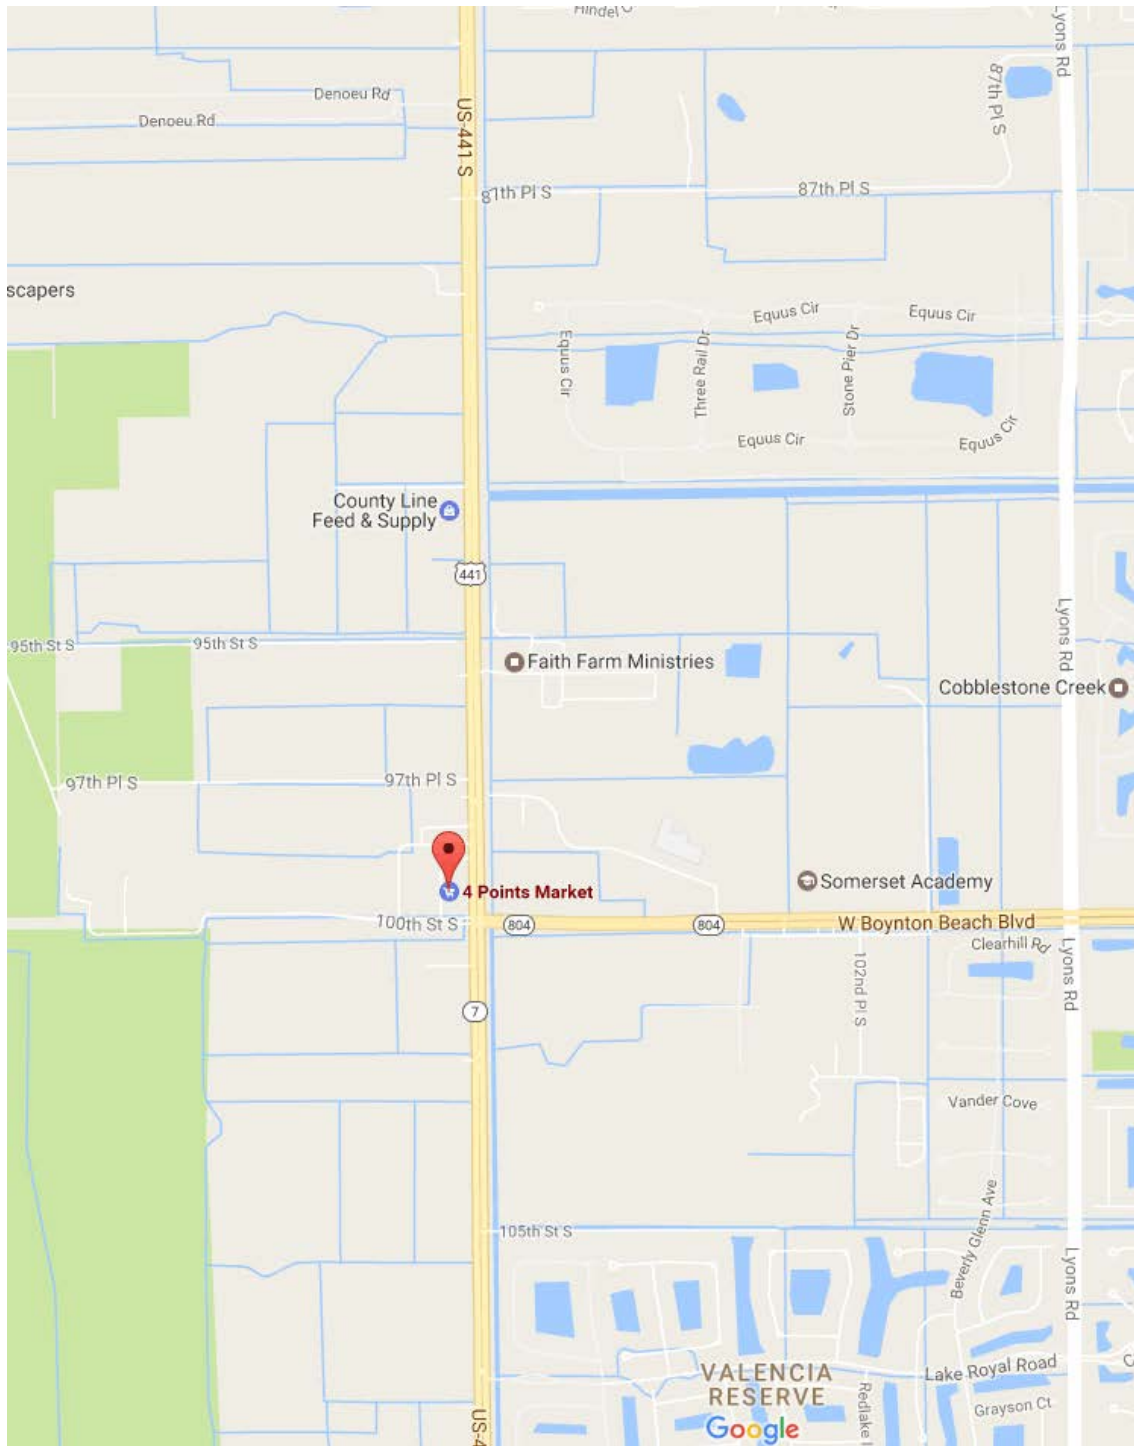 Lyons Rd
87th Pl S
Denoeu Rd
Denoeu Rd
US-441 S
81th Pl S
87th Pl S
scapers
Equus Cir
Equus Cir
Equus Cir
Three Rail Dr
Stone Pier Dr
Equus Cir
Equus Cir
County Line
Feed & Supply
441
Lyons Rd
95th St S
95th St S
Faith Farm Ministries
Cobblestone Creek
97th Pl S
97th Pl S
4 Points Market
Somerset Academy
100th St S
804
804
W Boynton Beach Blvd
Clearhill Rd
Lyons Rd
102nd Pl S
7
Vander Cove
105th St S
Beverly Glenn Ave
Lyons Rd
VALENCIA
RESERVE
Lake Royal Road
Grayson Ct
Google